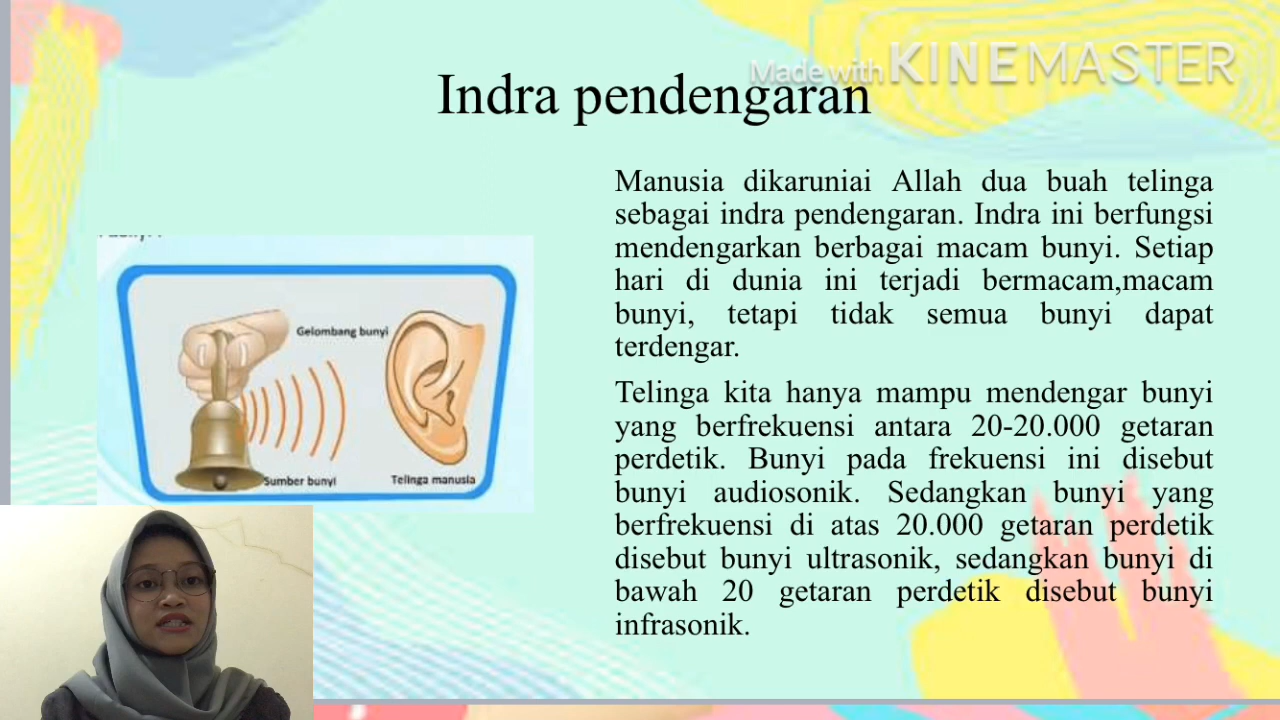 Made with KINEMASTER
Indra pendengaran
Manusia dikaruniai Allah dua buah telinga
sebagai indra pendengaran. Indra ini berfungsi
mendengarkan berbagai macam bunyi. Setiap
hari di dunia ini terjadi bermacam,macam
bunyi, tetapi tidak semua bunyi dapat
terdengar.
Telinga kita hanya mampu mendengar bunyi
yang berfrekuensi antara 20-20.000 getaran
perdetik. Bunyi pada frekuensi ini disebut
bunyi audiosonik. Sedangkan bunyi yang
berfrekuensi di atas 20.000 getaran perdetik
disebut bunyi ultrasonik, sedangkan bunyi di
bawah 20 getaran perdetik disebut bunyi
infrasonik.
Gelombang bunyi
Sumber bunyi
Telinga manusia